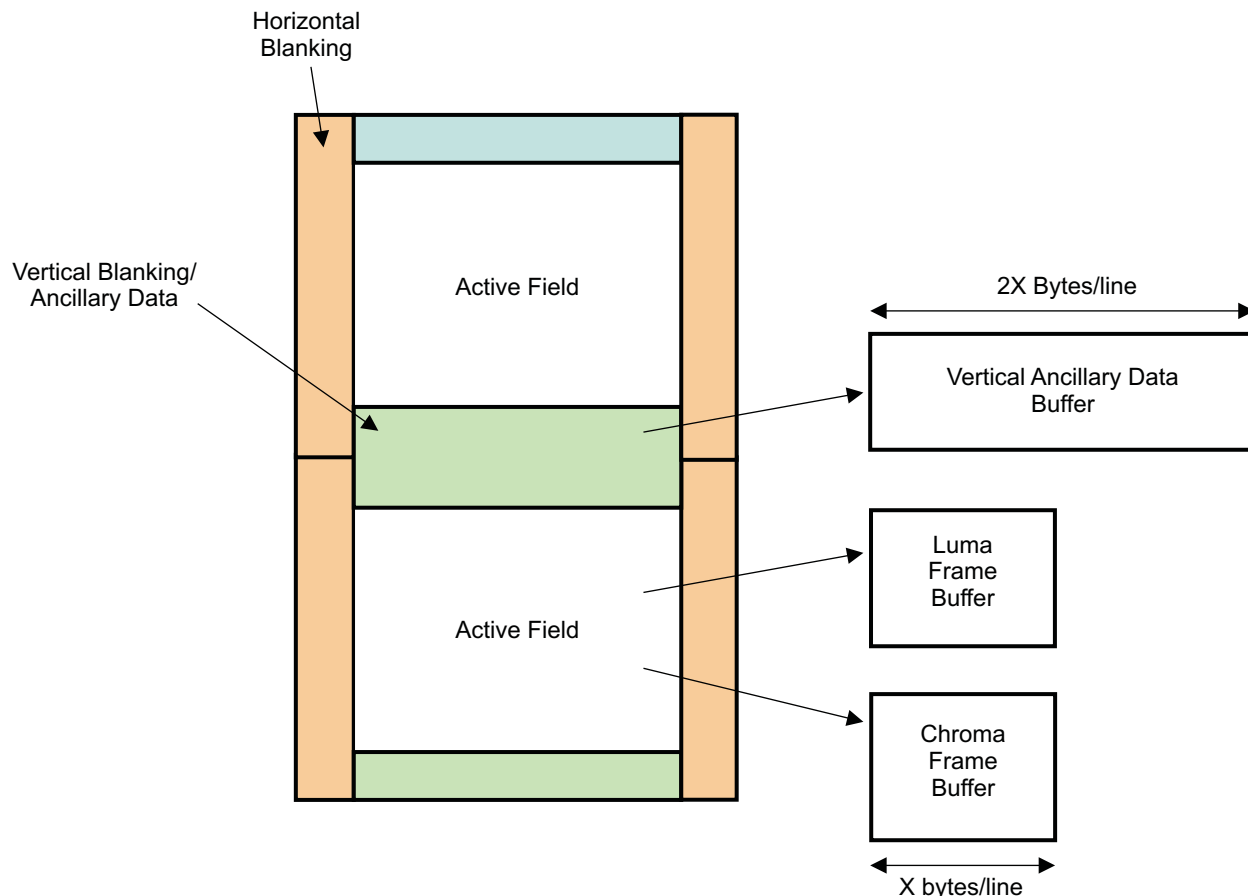 Horizontal
Blanking
Vertical Blanking/
Ancillary Data
Active Field
2X Bytes/line
Vertical Ancillary Data
Buffer
Luma
Frame
Buffer
Active Field
Chroma
Frame
Buffer
X bytes/line